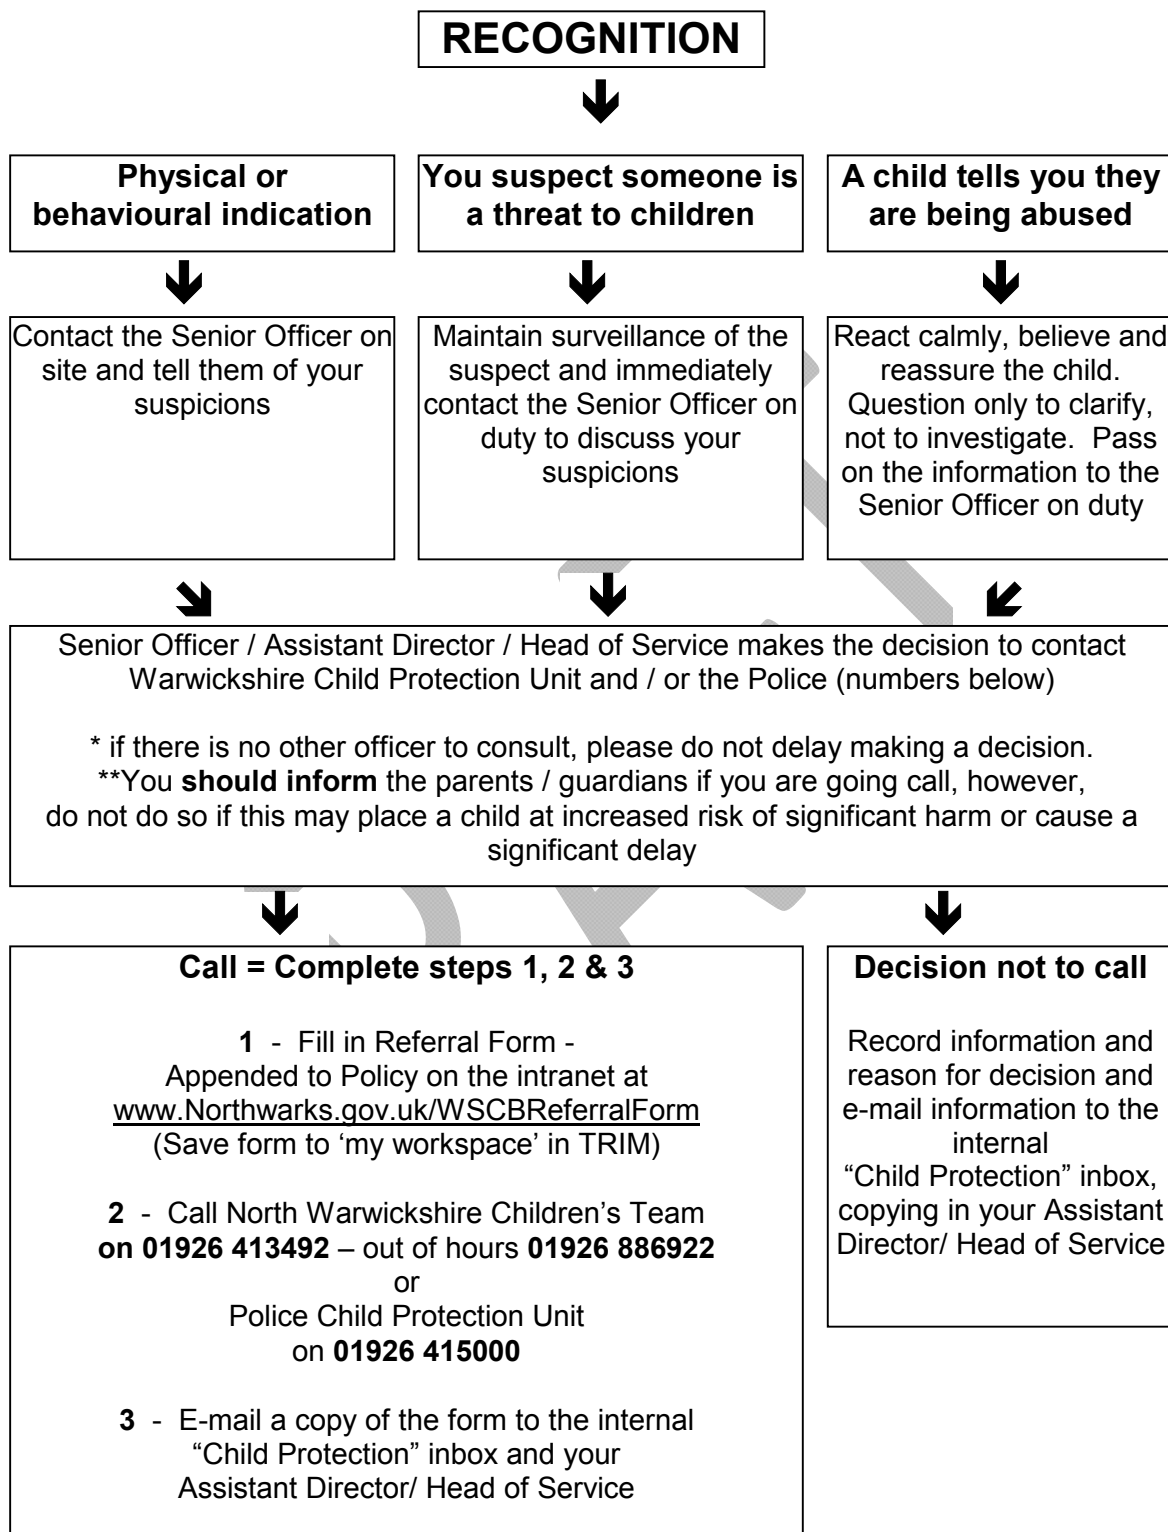 RECOGNITION
Physical or
behavioural indication
You suspect someone is
a threat to children
A child tells you they
are being abused
Contact the Senior Officer on
site and tell them of your
suspicions
Maintain surveillance of the
suspect and immediately
contact the Senior Officer on
duty to discuss your
suspicions
React calmly, believe and
reassure the child.
Question only to clarify,
not to investigate.  Pass
on the information to the
Senior Officer on duty
Senior Officer / Assistant Director / Head of Service makes the decision to contact
Warwickshire Child Protection Unit and / or the Police (numbers below)
* if there is no other officer to consult, please do not delay making a decision.
**You should inform the parents / guardians if you are going call, however,
do not do so if this may place a child at increased risk of significant harm or cause a
significant delay
Call = Complete steps 1, 2 & 3
1  -  Fill in Referral Form -
Appended to Policy on the intranet at
www.Northwarks.gov.uk/WSCBReferralForm
(Save form to ‘my workspace’ in TRIM)
2  -  Call North Warwickshire Children’s Team
on 01926 413492 – out of hours 01926 886922
or
Police Child Protection Unit
on 01926 415000
3  -  E-mail a copy of the form to the internal
“Child Protection” inbox and your
Assistant Director/ Head of Service
Decision not to call
Record information and
reason for decision and
e-mail information to the
internal
“Child Protection” inbox,
copying in your Assistant
Director/ Head of Service